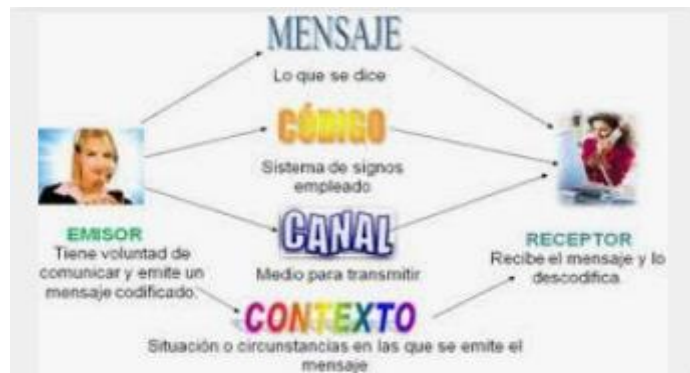 MENSAJE
Lo que se dice
CÓDIGO
Sistema de signos
empleado
EMISOR
Tiene voluntad de
comunicar y emite un
mensaje codificado.
CANAL
Medio para transmitir
RECEPTOR
Recibe el mensaje y lo
descodifica.
CONTEXTO
Situación o circunstancias en las que se emite el
mensaje